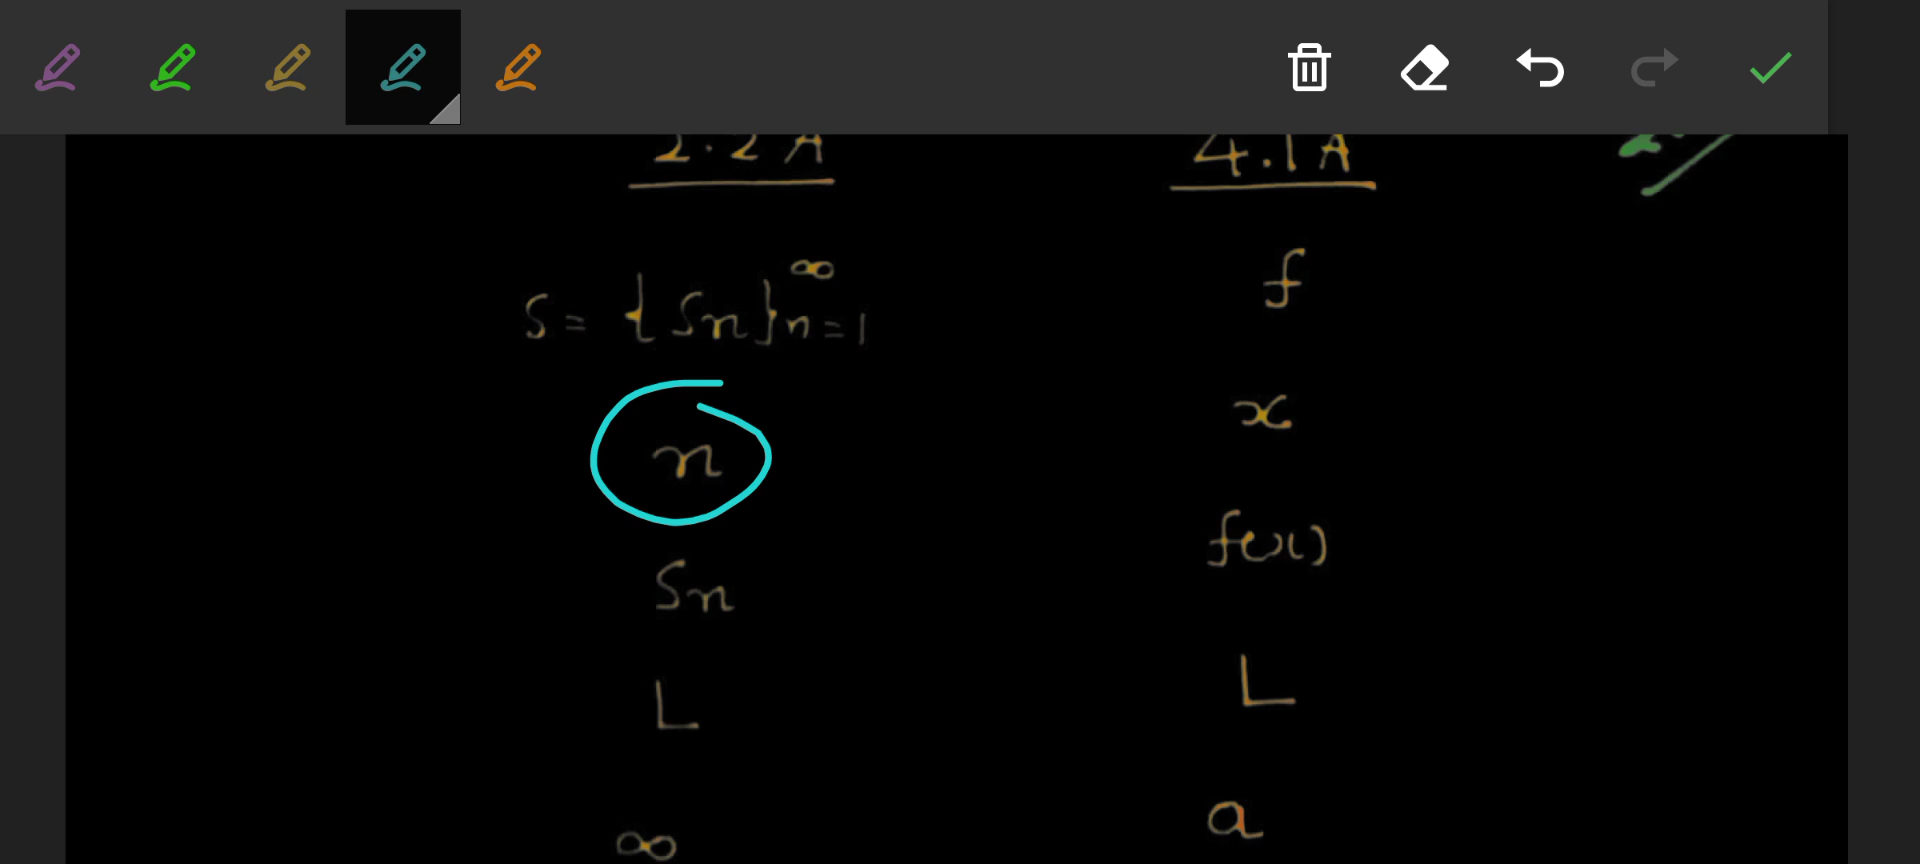 2.2 A 4.1 A
S = {Sn}∞n=1 f
n x
Sn f(x)
L L
∞ a